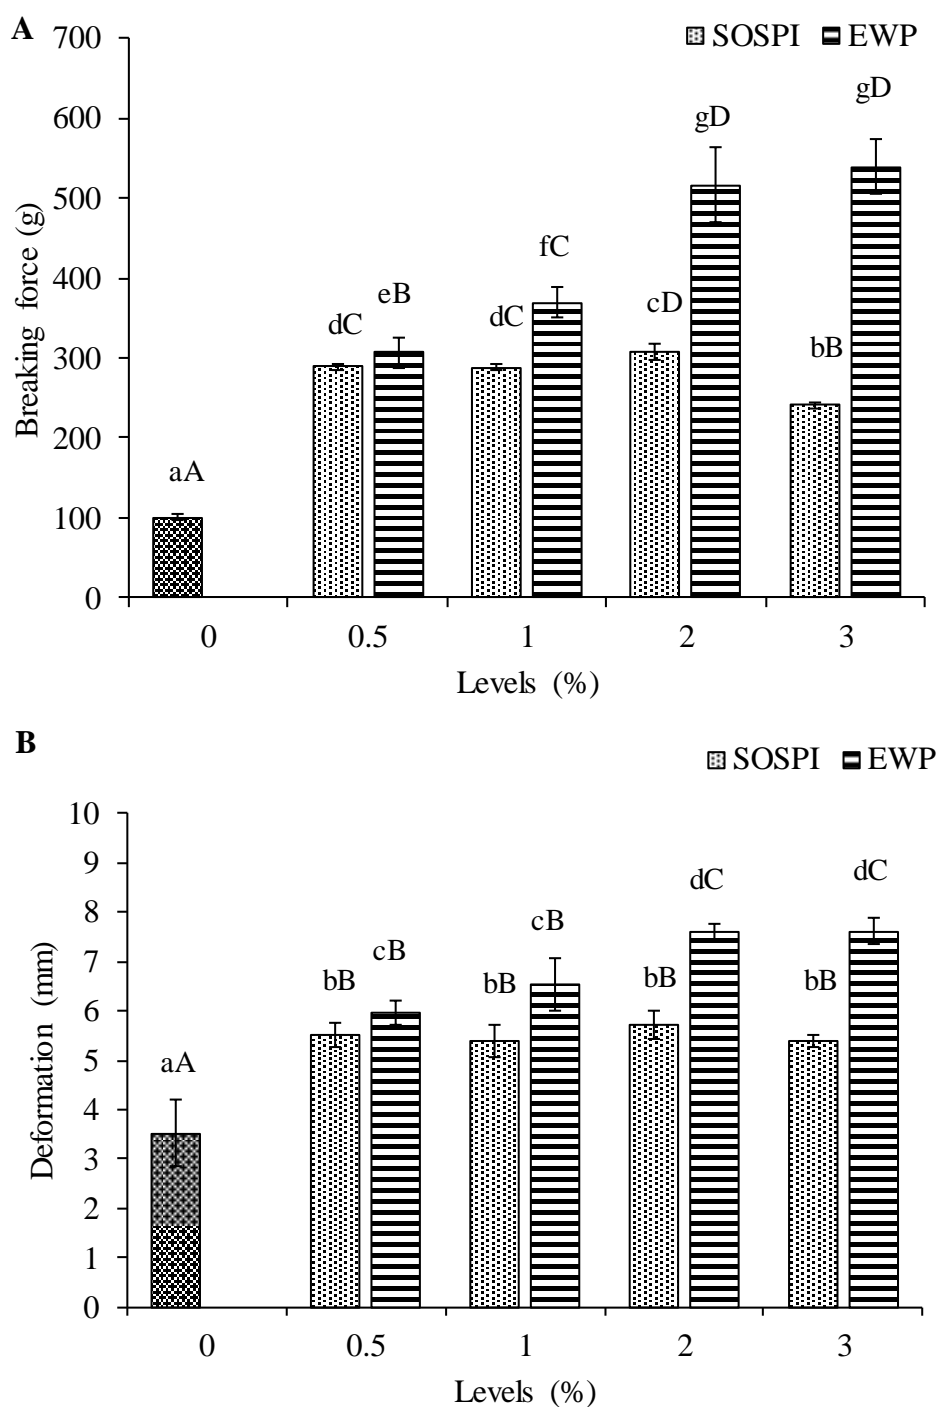 A
SOSPI EWP
700
600
500
400
300
200
100
0
Breaking force (g)
aA
dC
eB
dC
fC
cD
gD
bB
gD
0 0.5 1 2 3
Levels (%)
B
SOSPI EWP
10
9
8
7
6
5
4
3
2
1
0
Deformation (mm)
aA
bB
cB
bB
cB
bB
dC
bB
dC
0 0.5 1 2 3
Levels (%)